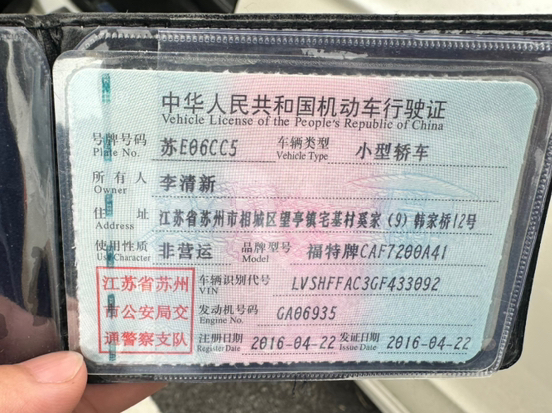 中华人民共和国机动车行驶证
Vehicle License of the People's Republic of China
号牌号码 苏E06CC5 车辆类型 小型轿车
Plate No. Vehicle Type
所有人 李清新
Owner
住址 江苏省苏州市相城区望亭镇宅基村奚家（9）韩家桥12号
Address
使用性质 非营运 品牌型号 福特牌CAF7200A41
Use Character Model
江苏省苏州 车辆识别代号 LVSHFFAC3GF433092
VIN
市公安局交 发动机号码 GA06935
Engine No.
通警察支队 注册日期 2016-04-22 发证日期 2016-04-22
Register Date Issue Date